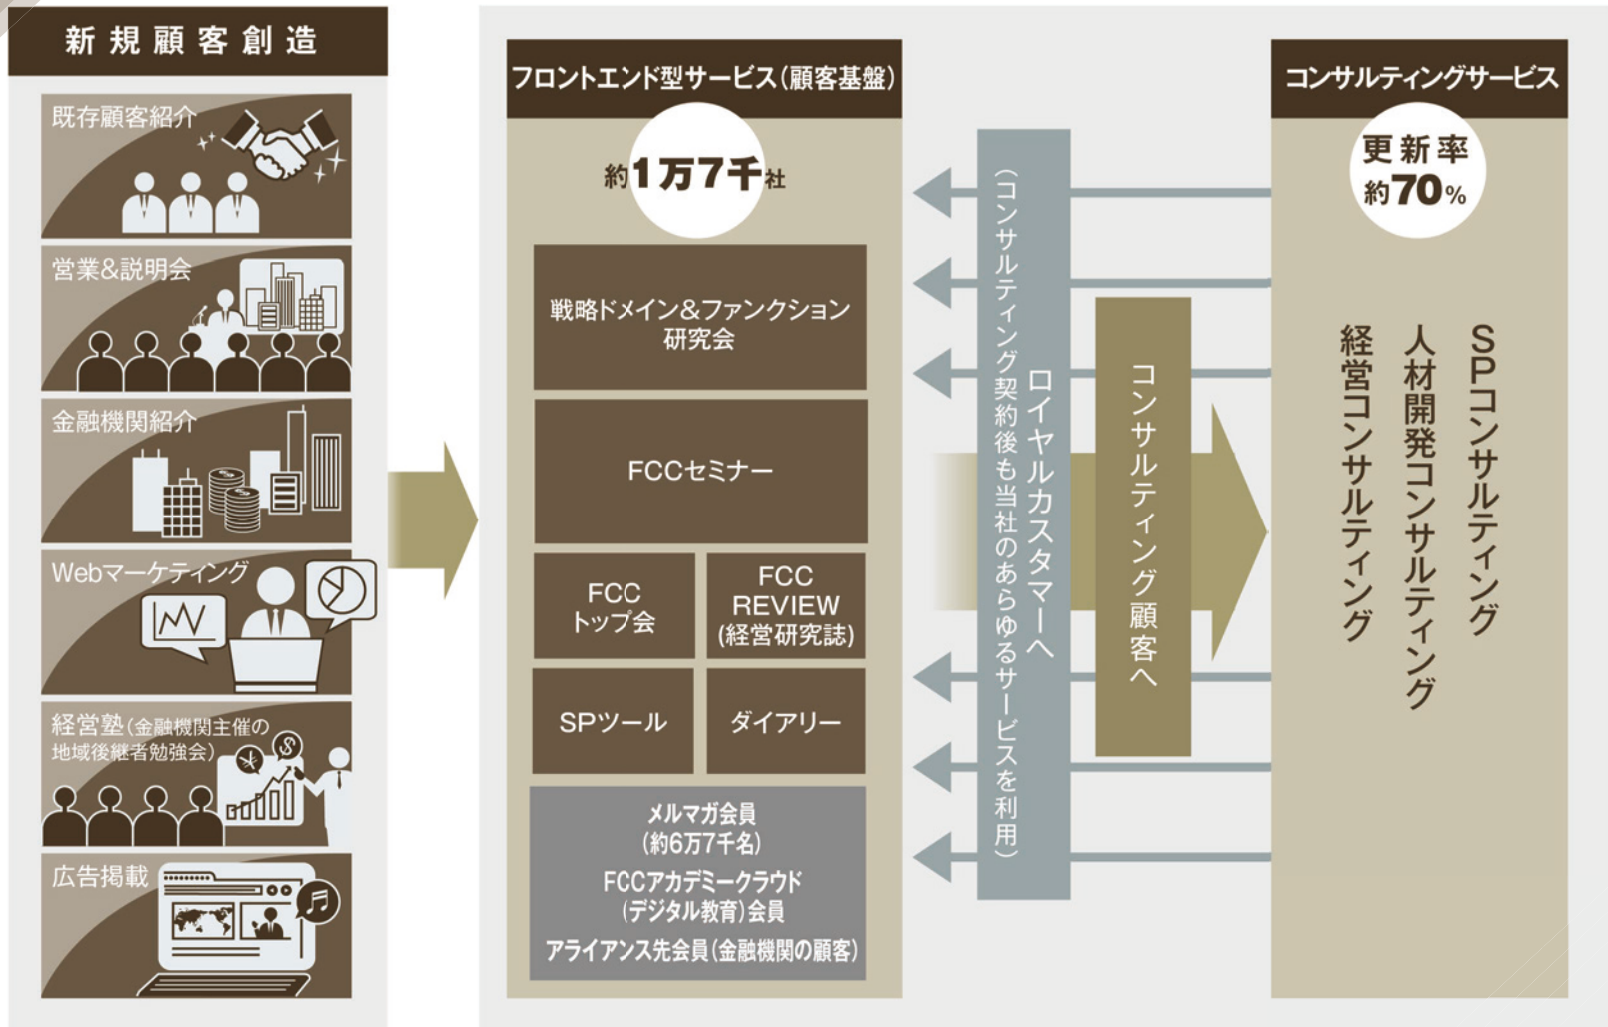 新規顧客創造
既存顧客紹介
営業&説明会
金融機関紹介
Webマーケティング
経営塾(金融機関主催の
地域後継者勉強会)
広告掲載
フロントエンド型サービス(顧客基盤)
約1万7千社
戦略ドメイン&ファンクション
研究会
FCCセミナー
FCC
トップ会
FCC
REVIEW
(経営研究誌)
SPツール
ダイアリー
メルマガ会員
(約6万7千名)
FCCアカデミークラウド
(デジタル教育)会員
アライアンス先会員(金融機関の顧客)
ロイヤルカスタマーへ
(コンサルティング契約後も当社のあらゆるサービスを利用)
コンサルティング顧客へ
コンサルティングサービス
更新率
約70%
SPコンサルティング
人材開発コンサルティング
経営コンサルティング